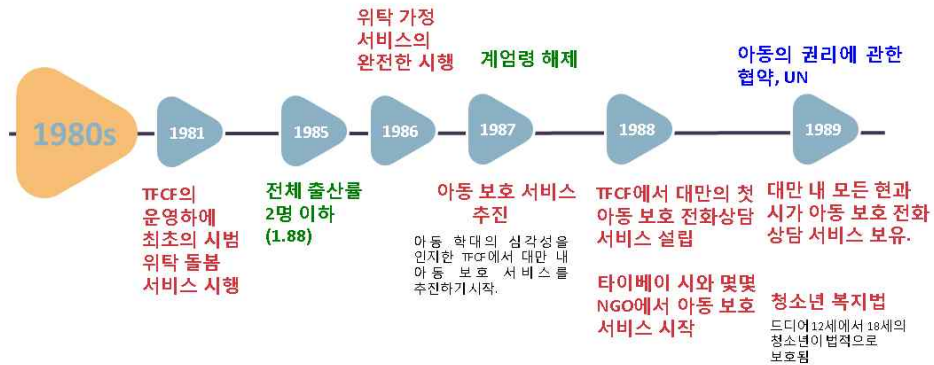 위탁 가정
서비스의
완전한 시행
계엄령 해제
아동의 권리에 관한
협약, UN
1980s
1981
1985
1986
1987
1988
1989
TFCF의
운영하에
최초의 시범
위탁 돌봄
서비스 시행
전체 출산률
2명 이하
(1.88)
아동 보호 서비스
추진
아동 학대의 심각성을
인지한 TFCF에서 대만 내
아동 보호 서비스를
추진하기시작.
TFCF에서 대만의 첫
아동 보호 전화상담
서비스 설립
타이베이 시와 몇몇
NGO에서 아동 보호
서비스 시작
대만 내 모든 현과
시가 아동 보호 전화
상담 서비스 보유.
청소년 복지법
드디어 12세에서 18세의
청소년이 법적으로
보호됨